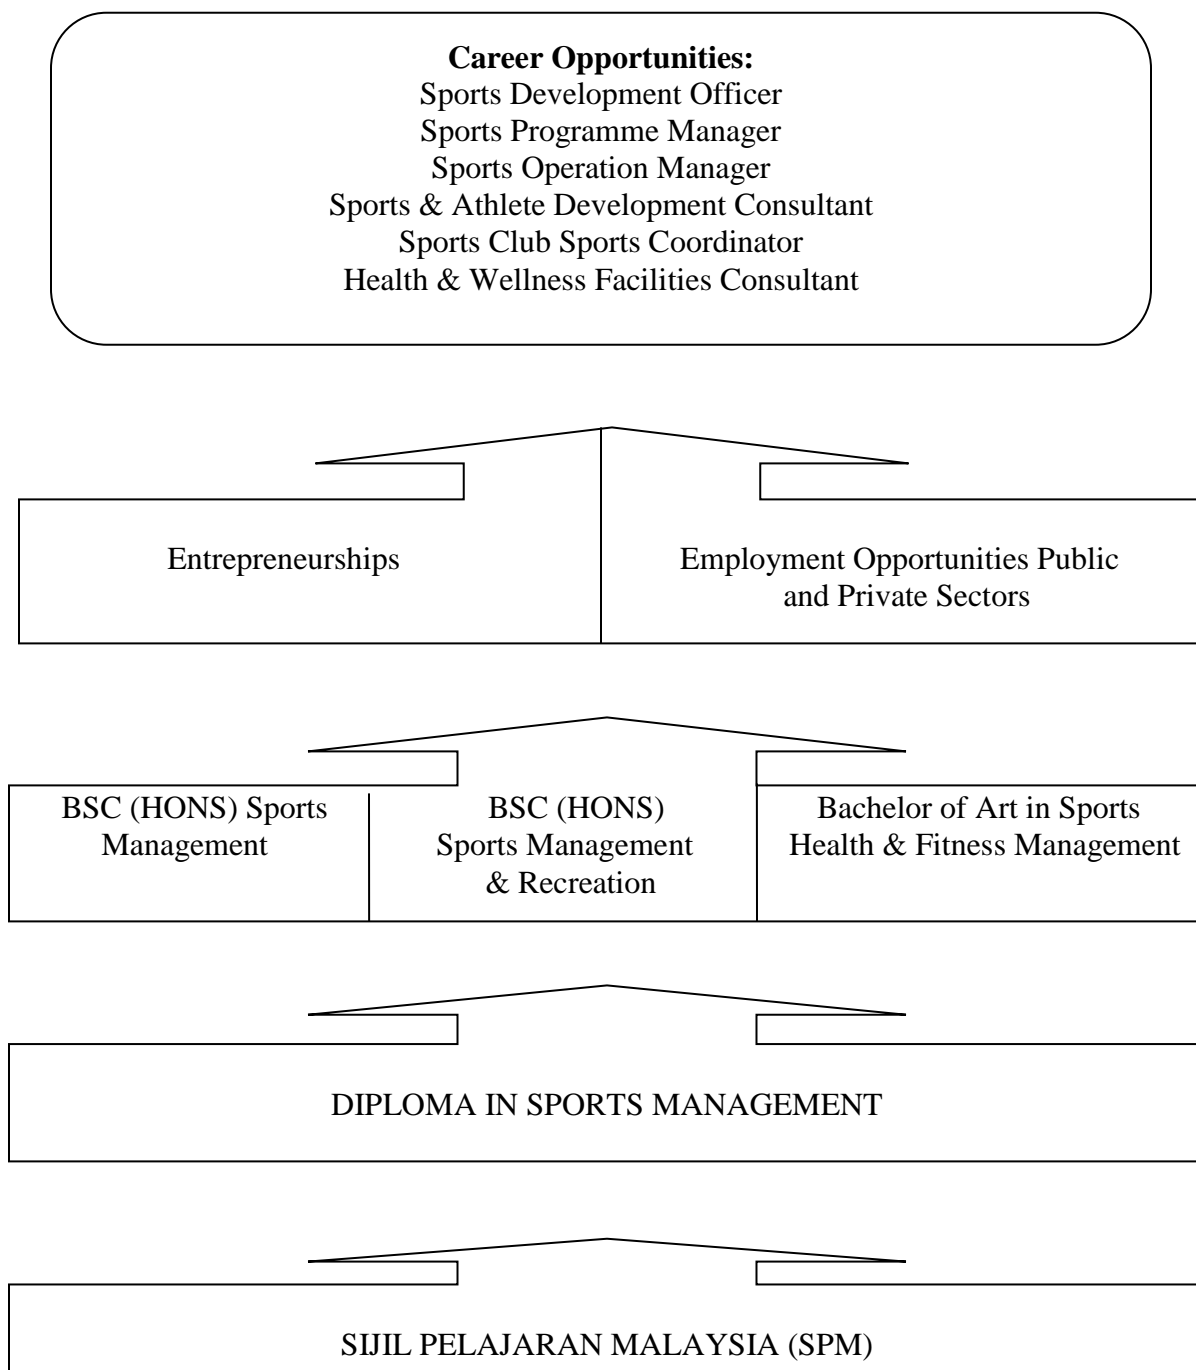 Career Opportunities:
Sports Development Officer
Sports Programme Manager
Sports Operation Manager
Sports & Athlete Development Consultant
Sports Club Sports Coordinator
Health & Wellness Facilities Consultant
Entrepreneurships
Employment Opportunities Public
and Private Sectors
BSC (HONS) Sports
Management
BSC (HONS)
Sports Management
& Recreation
Bachelor of Art in Sports
Health & Fitness Management
DIPLOMA IN SPORTS MANAGEMENT
SIJIL PELAJARAN MALAYSIA (SPM)